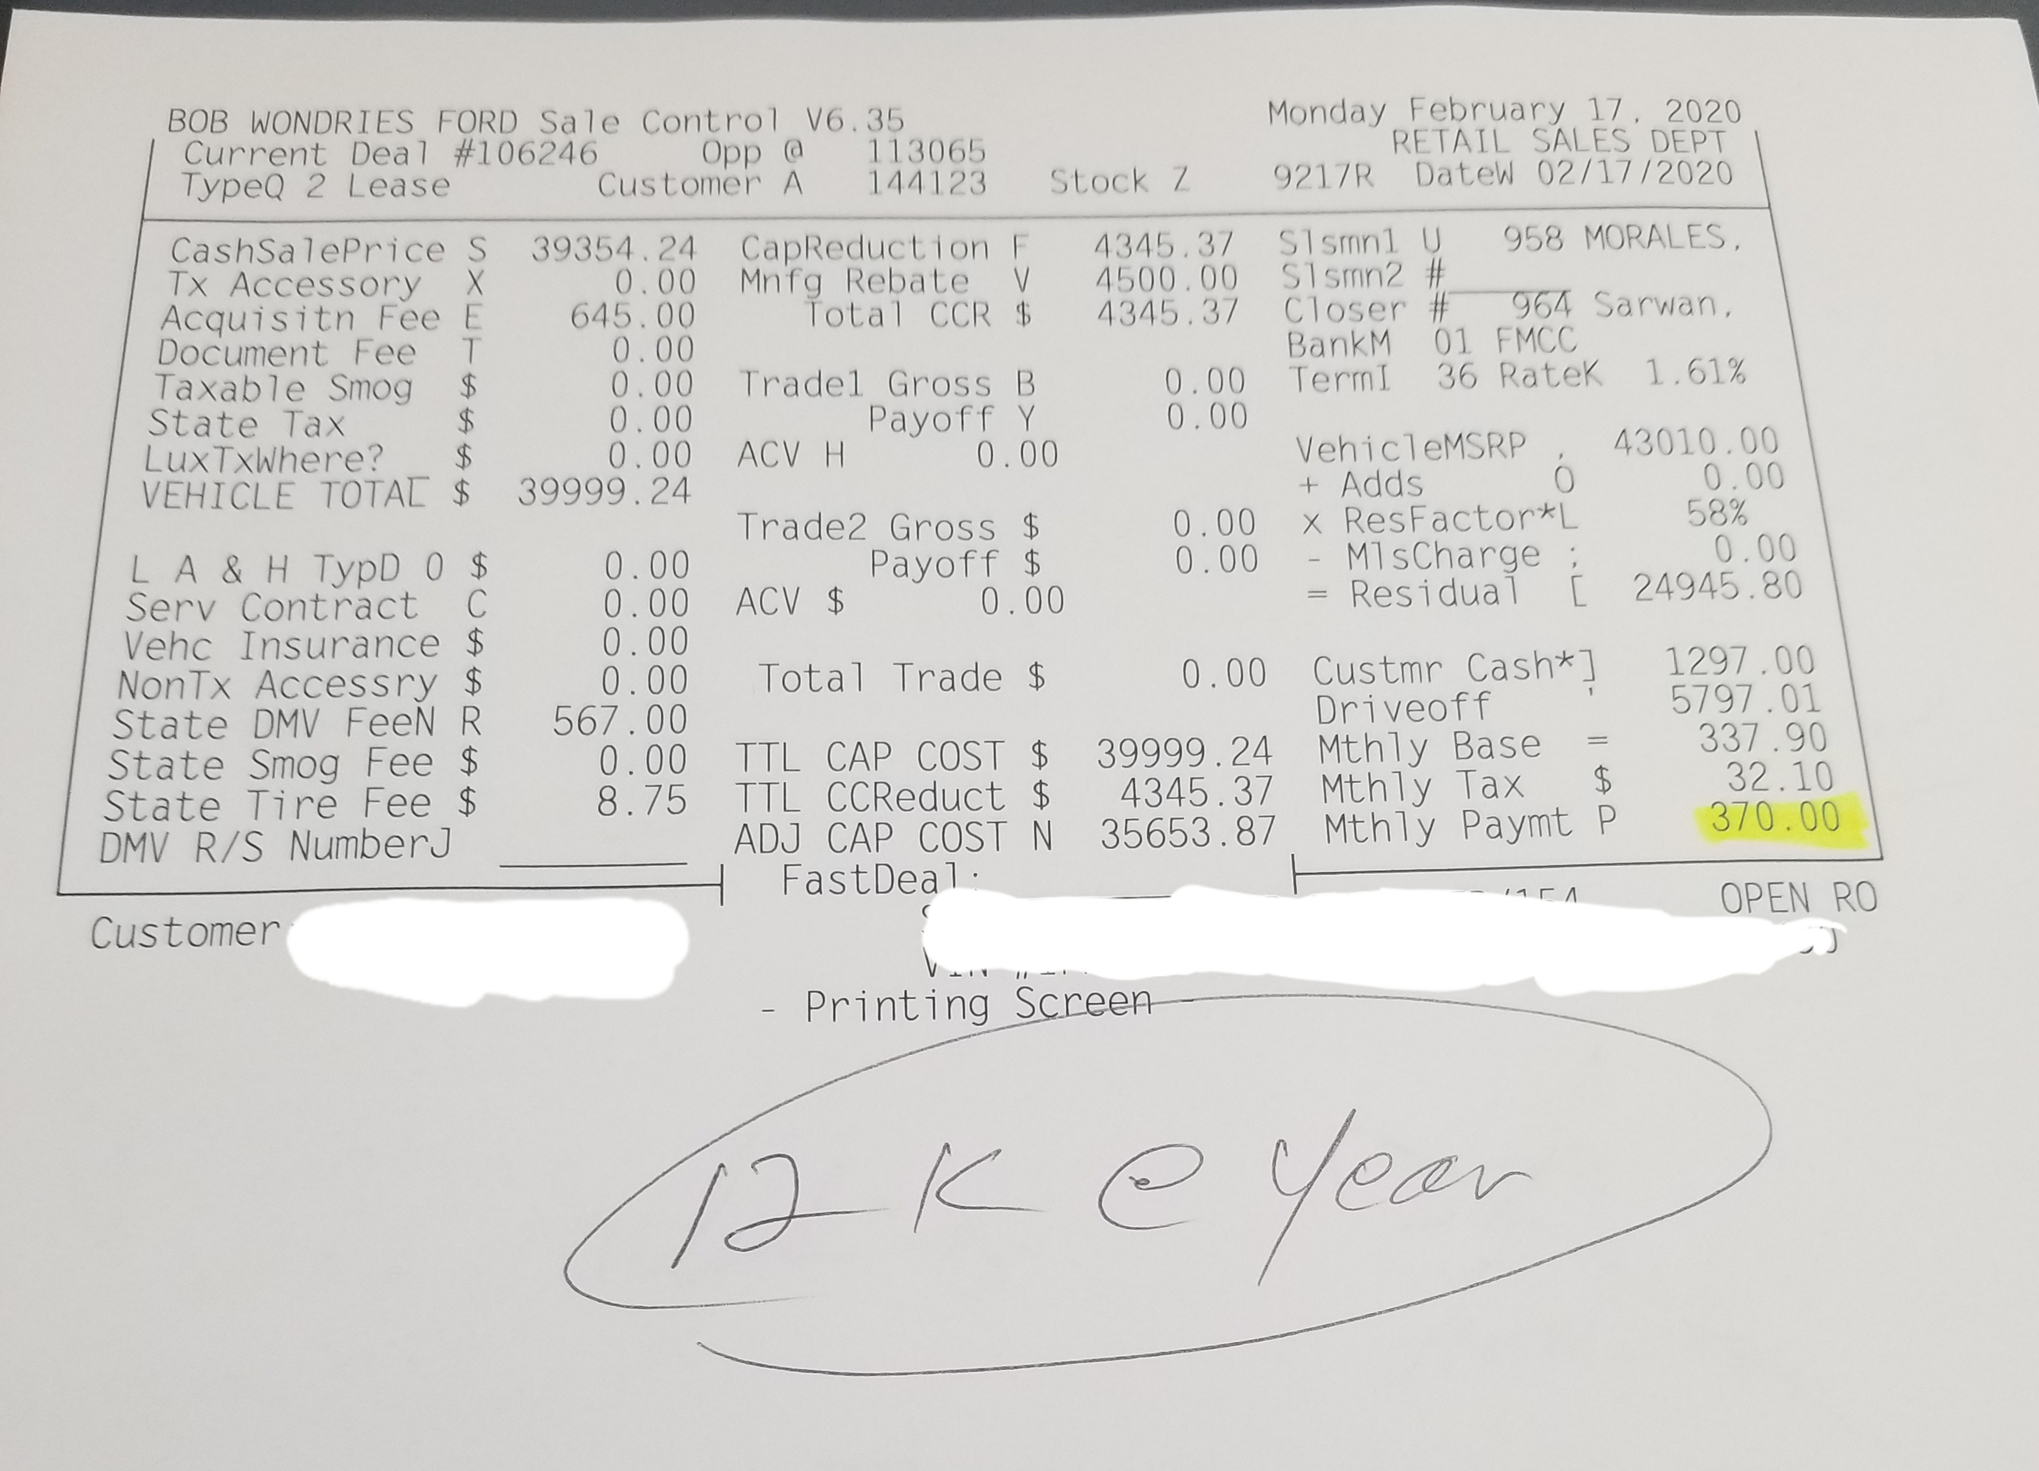 BOB WONDRIES FORD Sale Control V6.35 Monday February 17, 2020
RETAIL SALES DEPT
Current Deal #106246 Opp @ 113065
TypeQ 2 Lease Customer A 144123 Stock Z 9217R DateW 02/17/2020
CashSalePrice S 39354.24 CapReduction F 4345.37 Slsmn1 U 958 MORALES,
Tx Accessory X 0.00 Mnfg Rebate V 4500.00 Slsmn2 #
Acquisitn Fee E 645.00 Total CCR $ 4345.37 Closer # 964 Sarwan,
Document Fee T 0.00 BankM 01 FMCC
Taxable Smog $ 0.00 Trade1 Gross B 0.00 TermI 36 RateK 1.61%
State Tax $ 0.00 Payoff Y 0.00
LuxTxWhere? _ $ 0.00 ACV H 0.00 VehicleMSRP , 43010.00
VEHICLE TOTAL $ 39999.24 + Adds O 0.00
Trade2 Gross $ 0.00 x ResFactor*L 58%
L A & H TypD 0 $ 0.00 Payoff $ 0.00 - MlsCharge ; 0.00
Serv Contract C 0.00 ACV $ 0.00 = Residual [ 24945.80
Vehc Insurance $ 0.00
NonTx Accessry $ 0.00 Total Trade $ 0.00 Custmr Cash*] 1297.00
State DMV FeeN R 567.00 Driveoff ' 5797.01
State Smog Fee $ 0.00 TTL CAP COST $ 39999.24 Mthly Base = 337.90
State Tire Fee $ 8.75 TTL CCReduct $ 4345.37 Mthly Tax $ 32.10
DMV R/S NumberJ ADJ CAP COST N 35653.87 Mthly Paymt P 370.00
FastDeal:
OPEN RO
Customer
- Printing Screen -
12 K @ year